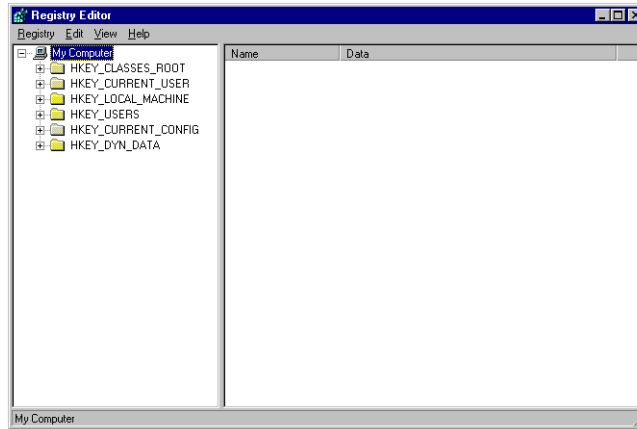 Registry Editor
Registry Edit View Help
My Computer
HKEY_CLASSES_ROOT
HKEY_CURRENT_USER
HKEY_LOCAL_MACHINE
HKEY_USERS
HKEY_CURRENT_CONFIG
HKEY_DYN_DATA
Name Data
My Computer